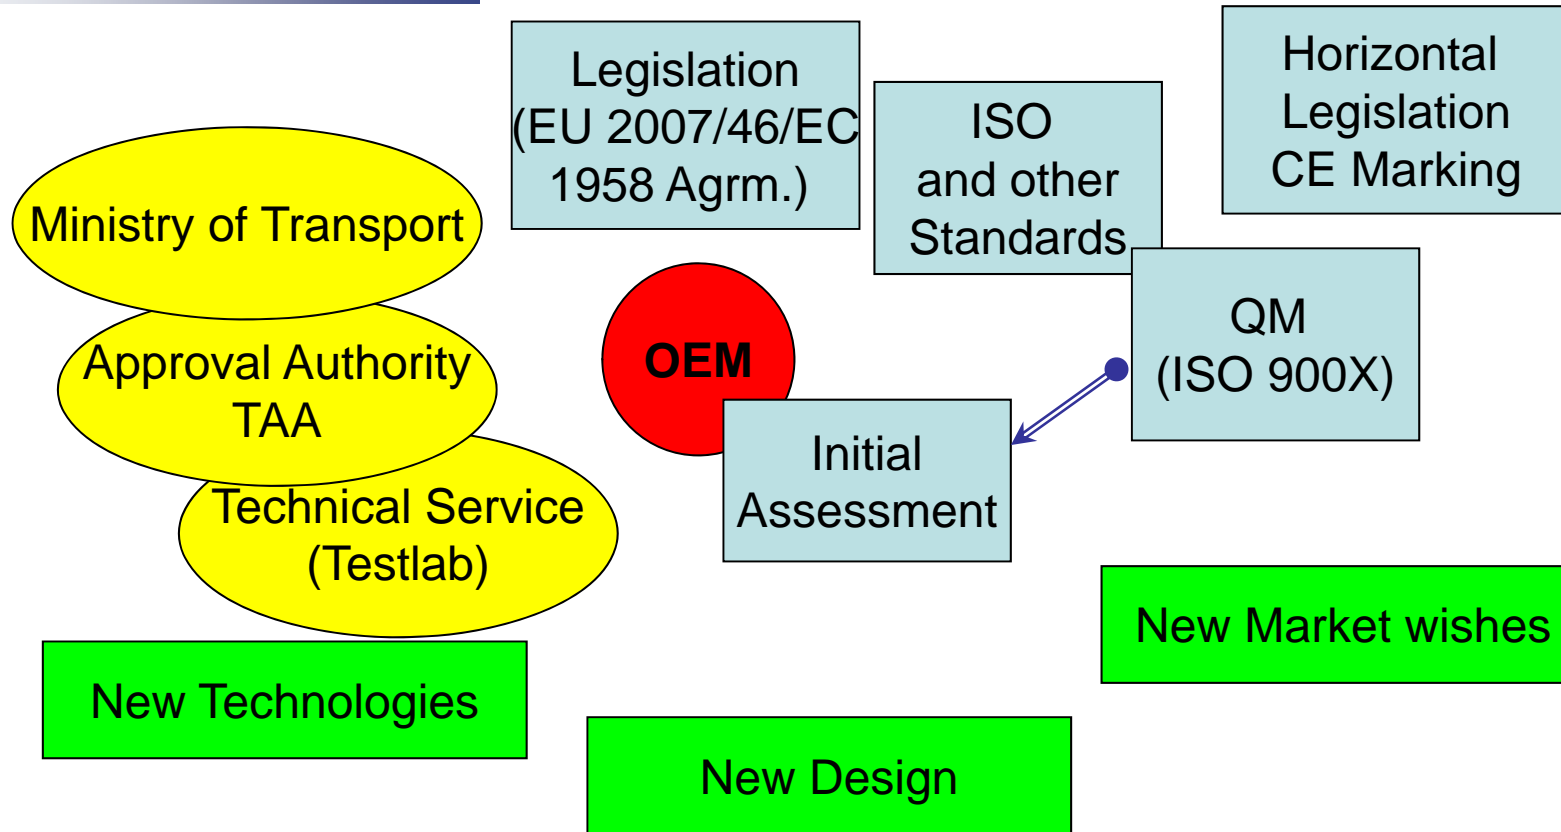 Legislation
(EU 2007/46/EC
1958 Agrm.)
ISO
and other
Standards
Horizontal
Legislation
CE Marking
Ministry of Transport
Approval Authority
TAA
Technical Service
(Testlab)
OEM
QM
(ISO 900X)
Initial
Assessment
New Market wishes
New Technologies
New Design